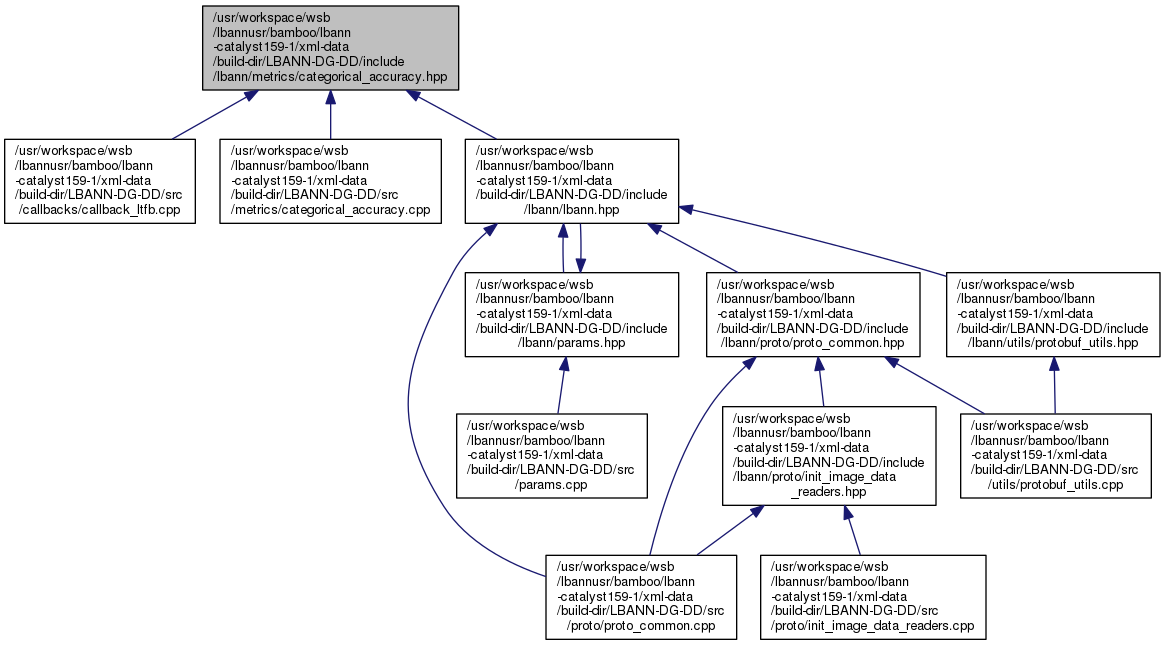 /usr/workspace/wsb
/lbannusr/bamboo/lbann
-catalyst159-1/xml-data
/build-dir/LBANN-DG-DD/include
/lbann/metrics/categorical_accuracy.hpp
/usr/workspace/wsb
/lbannusr/bamboo/lbann
-catalyst159-1/xml-data
/build-dir/LBANN-DG-DD/src
/callbacks/callback_ltfb.cpp
/usr/workspace/wsb
/lbannusr/bamboo/lbann
-catalyst159-1/xml-data
/build-dir/LBANN-DG-DD/src
/metrics/categorical_accuracy.cpp
/usr/workspace/wsb
/lbannusr/bamboo/lbann
-catalyst159-1/xml-data
/build-dir/LBANN-DG-DD/include
/lbann/lbann.hpp
/usr/workspace/wsb
/lbannusr/bamboo/lbann
-catalyst159-1/xml-data
/build-dir/LBANN-DG-DD/include
/lbann/params.hpp
/usr/workspace/wsb
/lbannusr/bamboo/lbann
-catalyst159-1/xml-data
/build-dir/LBANN-DG-DD/include
/lbann/proto/proto_common.hpp
/usr/workspace/wsb
/lbannusr/bamboo/lbann
-catalyst159-1/xml-data
/build-dir/LBANN-DG-DD/include
/lbann/utils/protobuf_utils.hpp
/usr/workspace/wsb
/lbannusr/bamboo/lbann
-catalyst159-1/xml-data
/build-dir/LBANN-DG-DD/src
/params.cpp
/usr/workspace/wsb
/lbannusr/bamboo/lbann
-catalyst159-1/xml-data
/build-dir/LBANN-DG-DD/include
/lbann/proto/init_image_data
_readers.hpp
/usr/workspace/wsb
/lbannusr/bamboo/lbann
-catalyst159-1/xml-data
/build-dir/LBANN-DG-DD/src
/utils/protobuf_utils.cpp
/usr/workspace/wsb
/lbannusr/bamboo/lbann
-catalyst159-1/xml-data
/build-dir/LBANN-DG-DD/src
/proto/proto_common.cpp
/usr/workspace/wsb
/lbannusr/bamboo/lbann
-catalyst159-1/xml-data
/build-dir/LBANN-DG-DD/src
/proto/init_image_data_readers.cpp